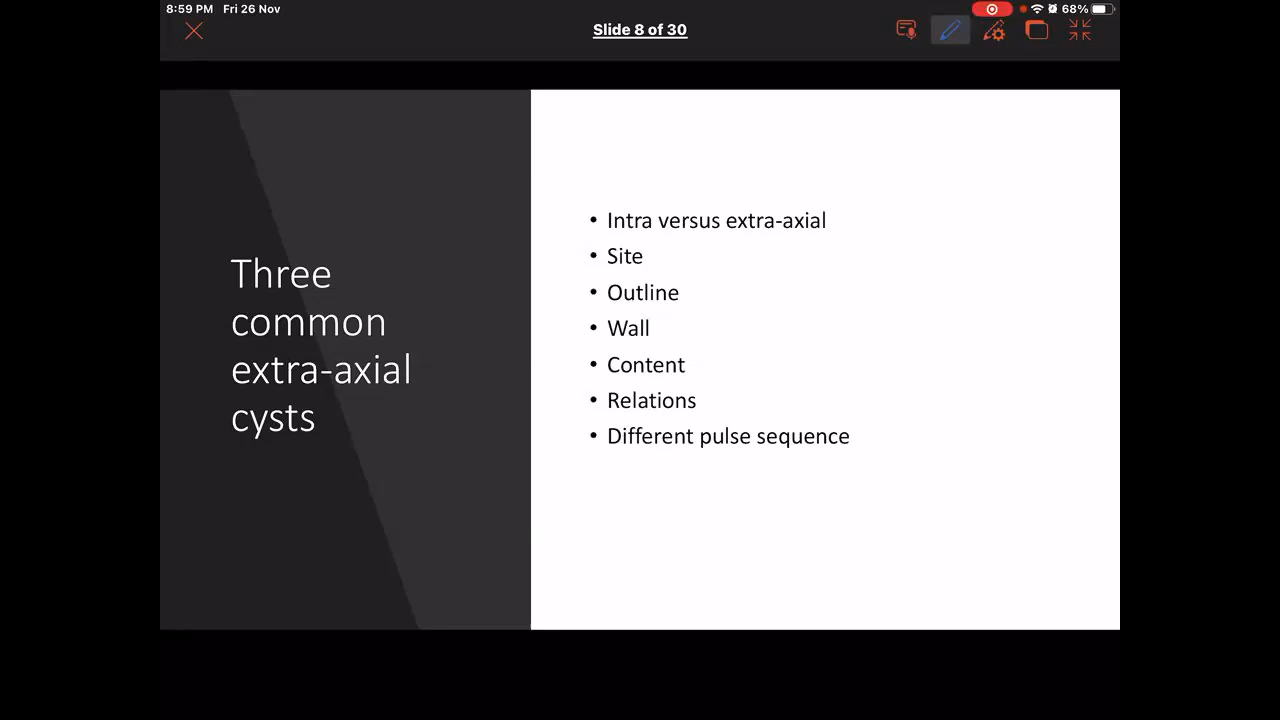 8:59 PM Fri 26 Nov
68%
Slide 8 of 30
Three
common
extra-axial
cysts
• Intra versus extra-axial
• Site
• Outline
• Wall
• Content
• Relations
• Different pulse sequence